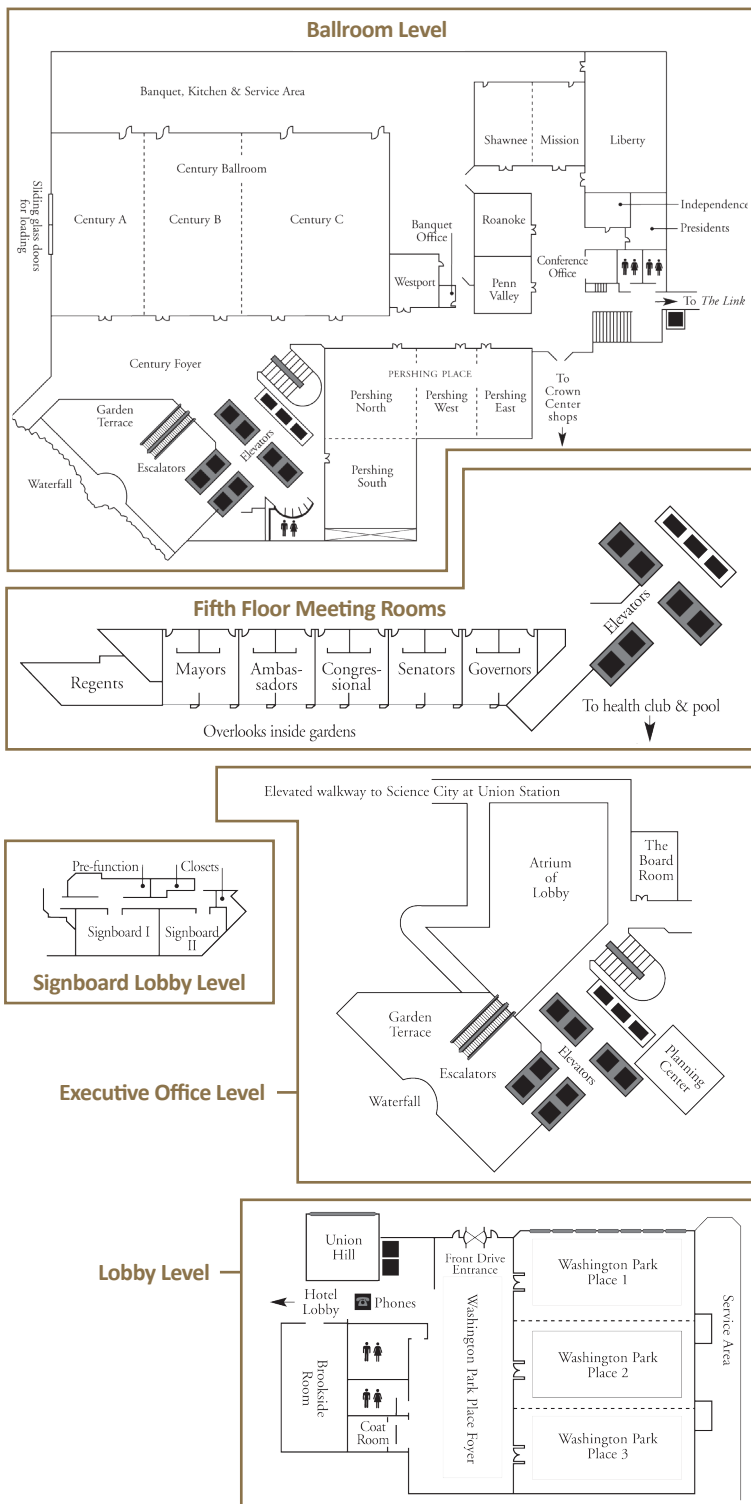 Ballroom Level
Banquet, Kitchen & Service Area
Shawnee
Mission
Liberty
Century Ballroom
Sliding glass doors
for loading
Century A
Century B
Century C
Independence
Presidents
Banquet
Office
Roanoke
Conference
Office
Westport
Penn
Valley
To The Link
Century Foyer
PERSHING PLACE
To
Crown
Center
shops
Pershing
North
Pershing
West
Pershing
East
Garden
Terrace
Elevators
Escalators
Waterfall
Pershing
South
Fifth Floor Meeting Rooms
Elevators
Regents
Mayors
Ambas-
sadors
Congres-
sional
Senators
Governors
To health club & pool
Overlooks inside gardens
Elevated walkway to Science City at Union Station
The
Board
Room
Atrium
of
Lobby
Pre-function
Closets
Signboard I
Signboard
II
Signboard Lobby Level
Garden
Terrace
Escalators
Elevators
Planning
Center
Waterfall
Executive Office Level
Lobby Level
Union
Hill
Front Drive
Entrance
Washington Park
Place 1
Hotel
Lobby
Phones
Service Area
Washington Park Place Foyer
Brookside
Room
Washington Park
Place 2
Coat
Room
Washington Park
Place 3